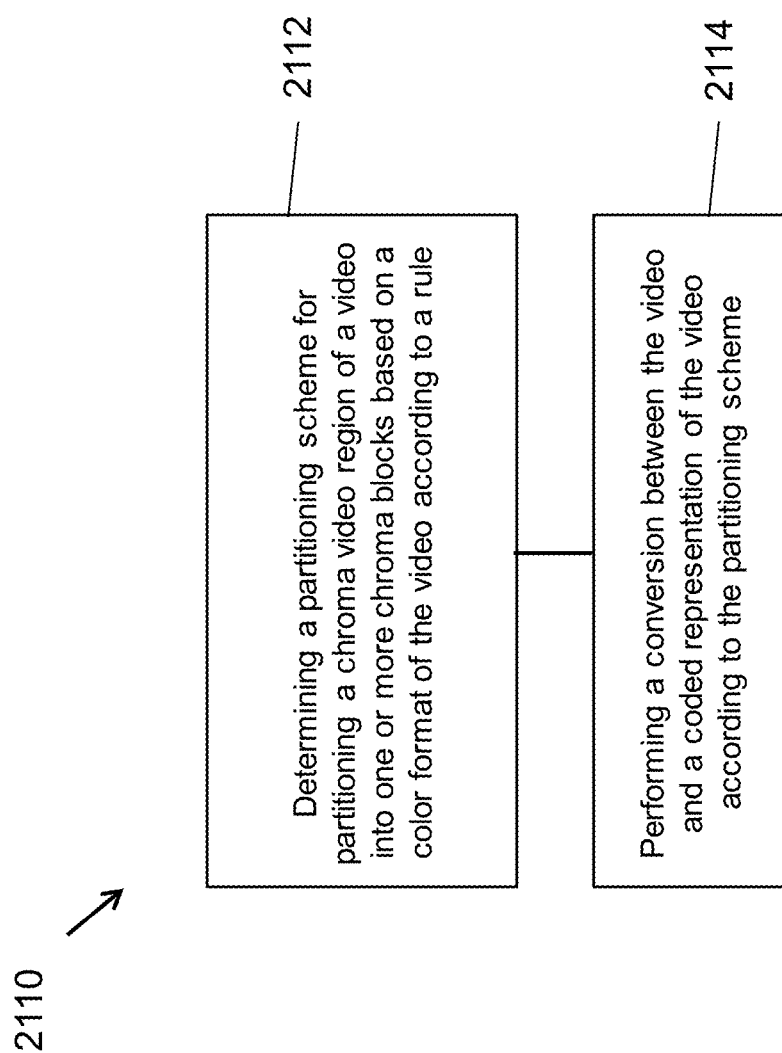 2110
2112
Determining a partitioning scheme for
partitioning a chroma video region of a video
into one or more chroma blocks based on a
color format of the video according to a rule
2114
Performing a conversion between the video
and a coded representation of the video
according to the partitioning scheme